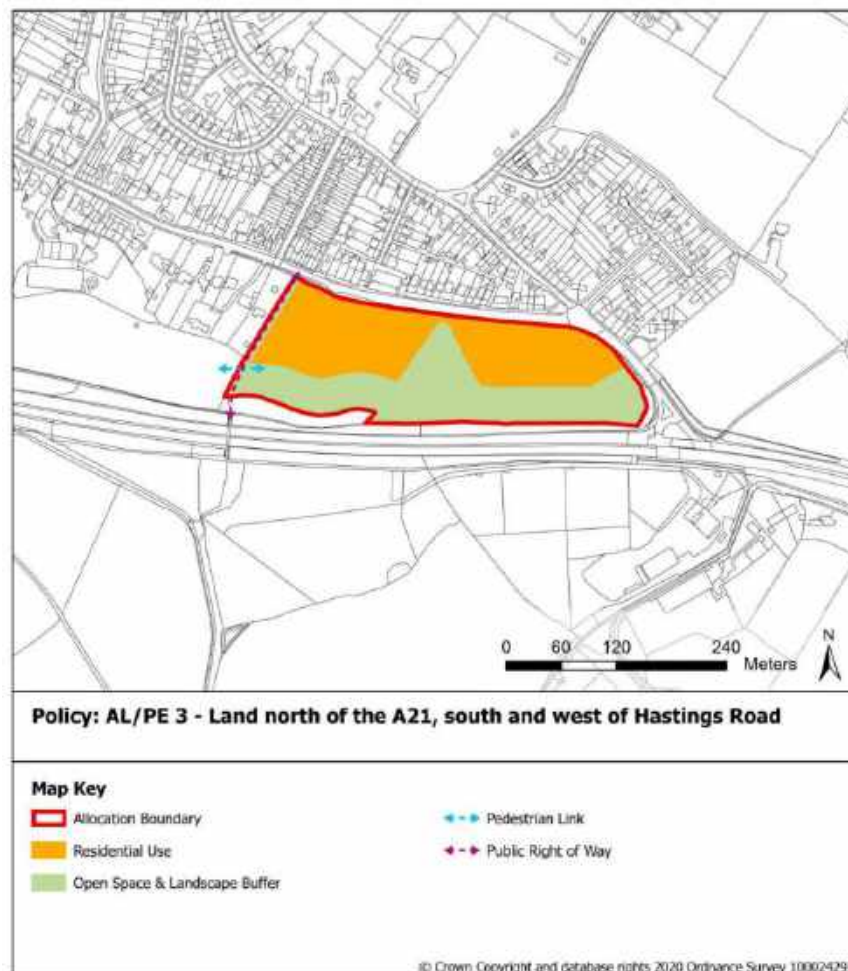 N
0 60 120 240
Meters
Policy: AL/PE 3 - Land north of the A21, south and west of Hastings Road
Map Key
Allocation Boundary
Residential Use
Open Space & Landscape Buffer
Pedestrian Link
Public Right of Way
© Crown Copyright and database rights 2020 Ordnance Survey 10002429